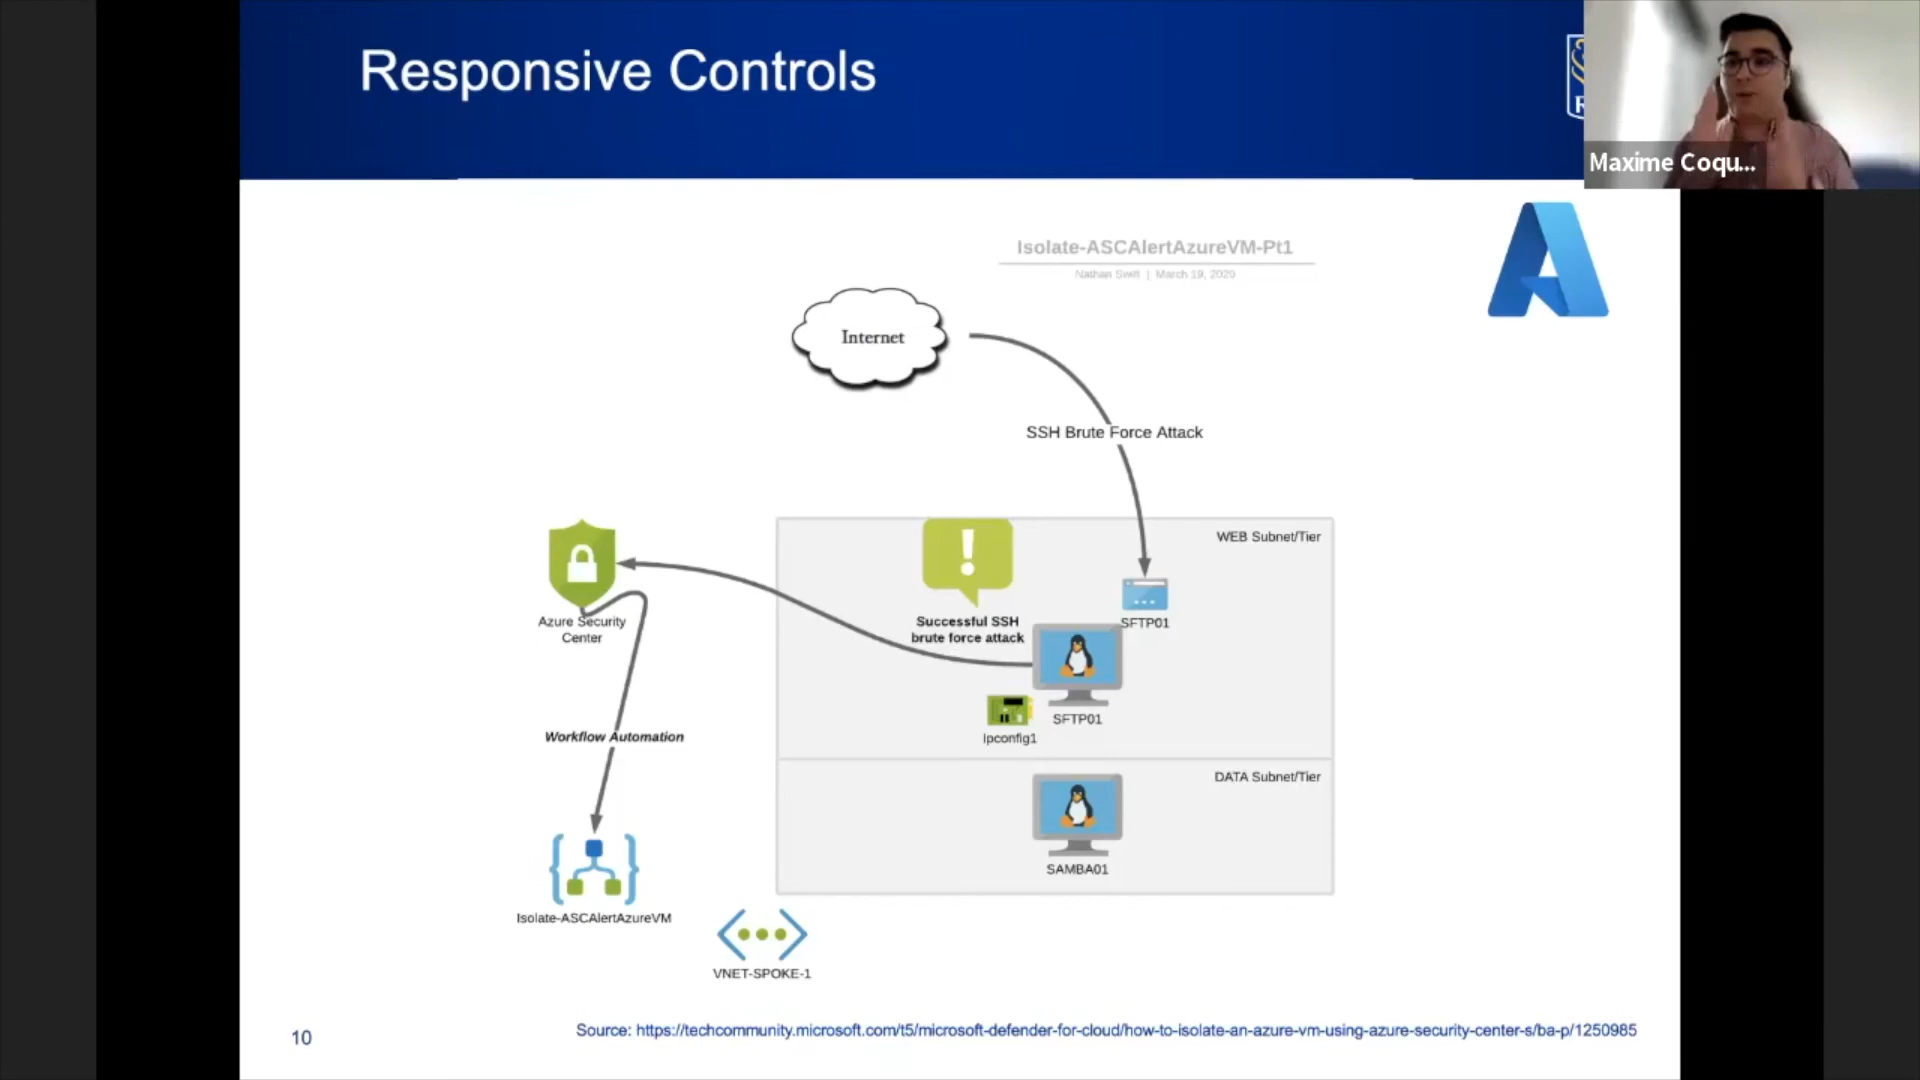 Responsive Controls
R
Maxime Coqu...
Isolate-ASCAlertAzureVM-Pt1
Nathan Swift | March 19, 2020
Internet
SSH Brute Force Attack
WEB Subnet/Tier
Successful SSH
brute force attack
SFTP01
Azure Security
Center
SFTP01
Ipconfig1
Workflow Automation
DATA Subnet/Tier
SAMBA01
Isolate-ASCAlertAzureVM
VNET-SPOKE-1
10
Source: https://techcommunity.microsoft.com/t5/microsoft-defender-for-cloud/how-to-isolate-an-azure-vm-using-azure-security-center-s/ba-p/1250985